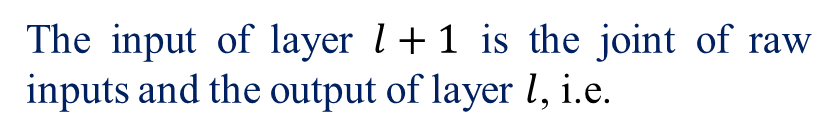 The input of layer 𝑙 + 1 is the joint of raw
inputs and the output of layer 𝑙, i.e.